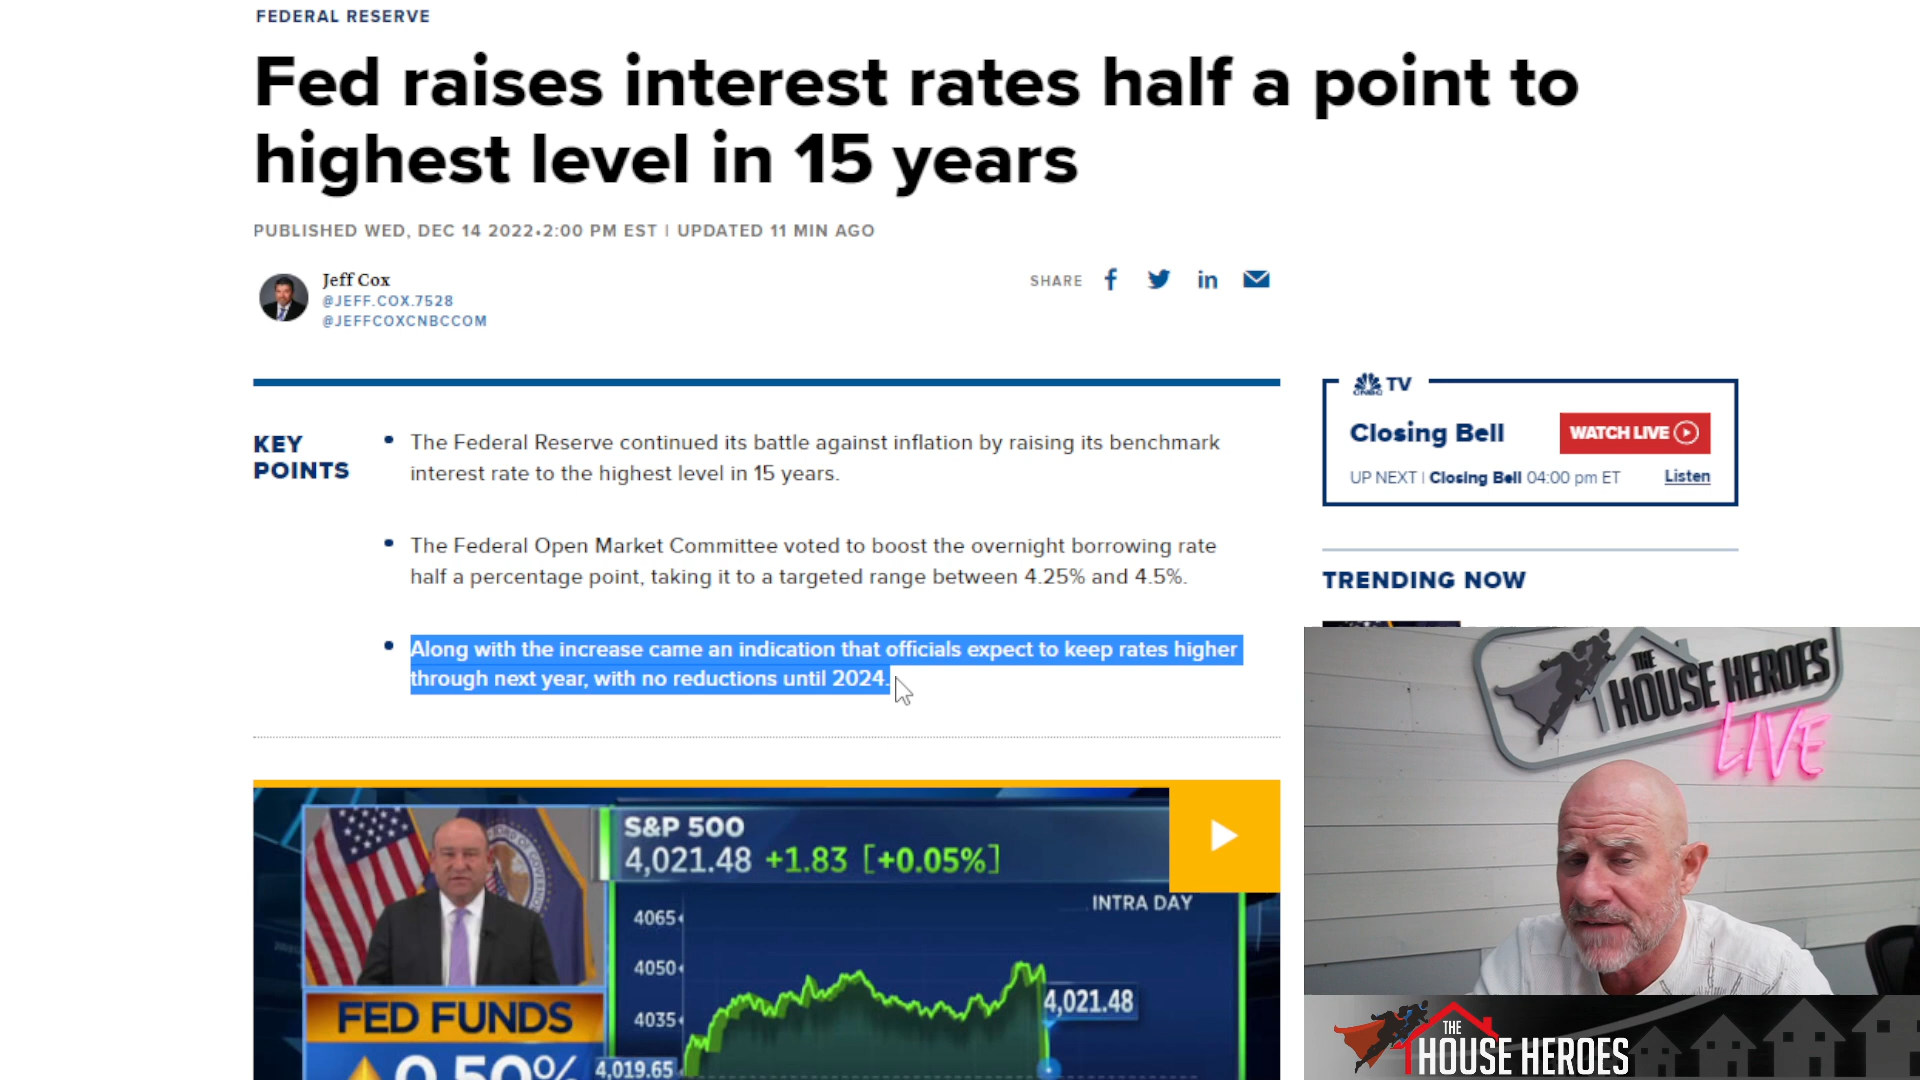 FEDERAL RESERVE
Fed raises interest rates half a point to
highest level in 15 years
PUBLISHED WED, DEC 14 2022•2:00 PM EST | UPDATED 11 MIN AGO
Jeff Cox
@JEFF.COX.7528
@JEFFCOXCNBCCOM
SHARE
KEY
POINTS
• The Federal Reserve continued its battle against inflation by raising its benchmark
interest rate to the highest level in 15 years.
• The Federal Open Market Committee voted to boost the overnight borrowing rate
half a percentage point, taking it to a targeted range between 4.25% and 4.5%.
• Along with the increase came an indication that officials expect to keep rates higher
through next year, with no reductions until 2024.
CNBC TV
Closing Bell
WATCH LIVE
UP NEXT | Closing Bell 04:00 pm ET
Listen
TRENDING NOW
S&P 500
4,021.48 +1.83 [+0.05%]
INTRA DAY
4065
4050
4035
4,021.48
4,019.65
FED FUNDS
0.50%
THE
HOUSE HEROES
LIVE
THE
HOUSE HEROES